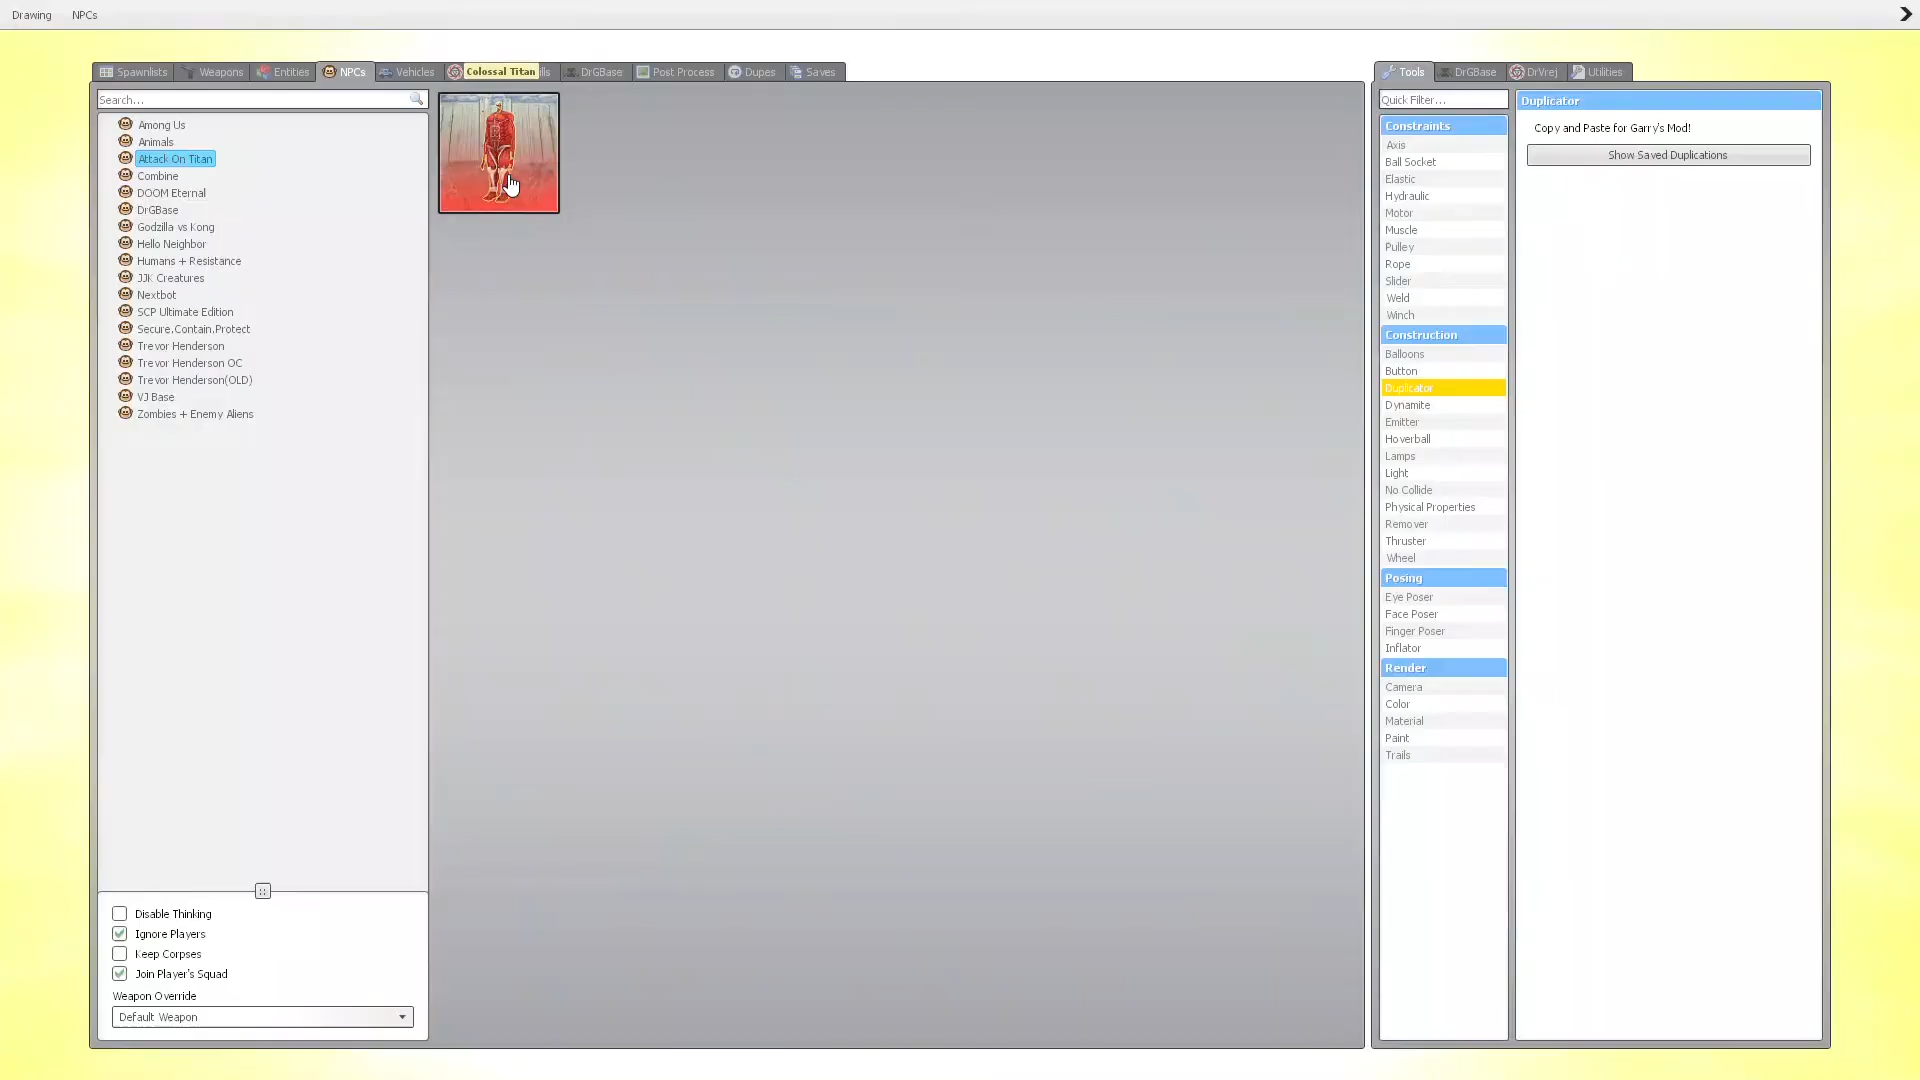 Drawing NPCs
Spawnlists Weapons Entities NPCs Vehicles Colossal Titan lls DrGBase Post Process Dupes Saves
Search...
Among Us
Animals
Attack On Titan
Combine
DOOM Eternal
DrGBase
Godzilla vs Kong
Hello Neighbor
Humans + Resistance
JJK Creatures
Nextbot
SCP Ultimate Edition
Secure,Contain,Protect
Trevor Henderson
Trevor Henderson OC
Trevor Henderson(OLD)
VJ Base
Zombies + Enemy Aliens
Disable Thinking
Ignore Players
Keep Corpses
Join Player's Squad
Weapon Override
Default Weapon
Tools DrGBase DrVrej Utilities
Quick Filter...
Constraints
Axis
Ball Socket
Elastic
Hydraulic
Motor
Muscle
Pulley
Rope
Slider
Weld
Winch
Construction
Balloons
Button
Duplicator
Dynamite
Emitter
Hoverball
Lamps
Light
No Collide
Physical Properties
Remover
Thruster
Wheel
Posing
Eye Poser
Face Poser
Finger Poser
Inflator
Render
Camera
Color
Material
Paint
Trails
Duplicator
Copy and Paste for Garry's Mod!
Show Saved Duplications